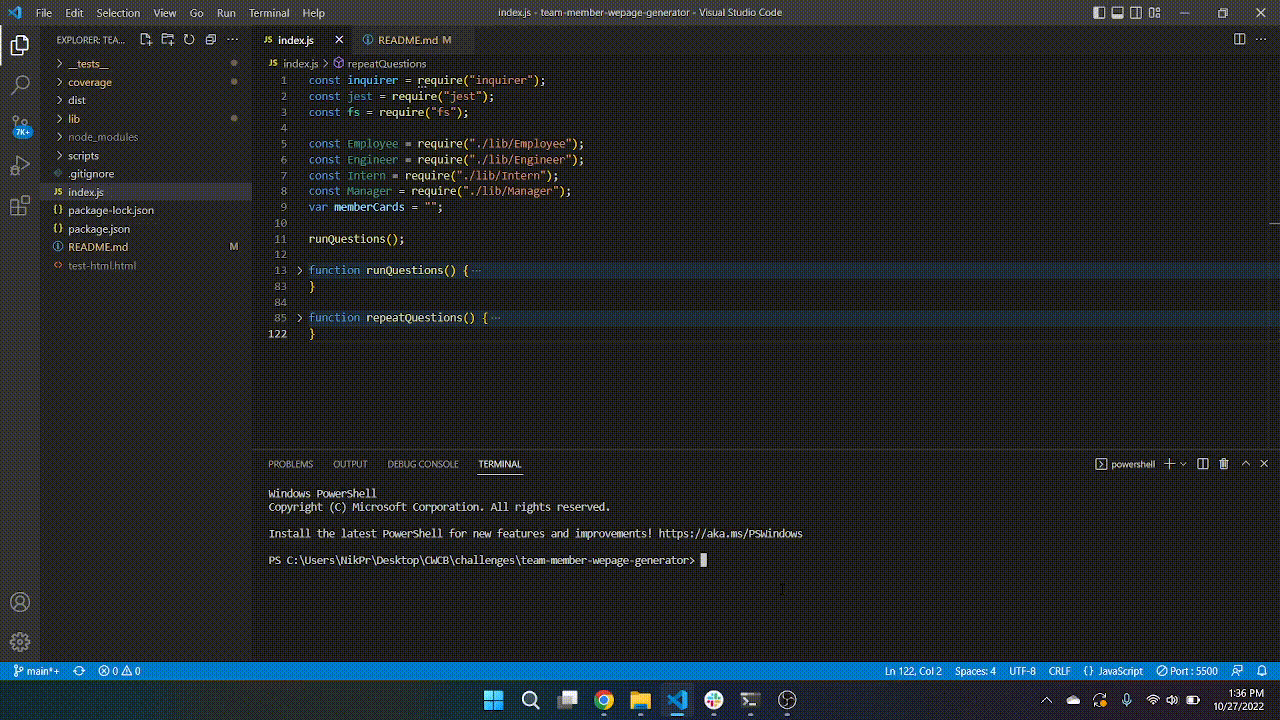 File Edit Selection View Go Run Terminal Help
index.js - team-member-wepage-generator - Visual Studio Code
EXPLORER: TEA...
__tests__
coverage
dist
lib
node_modules
scripts
.gitignore
JS index.js
{} package-lock.json
{} package.json
README.md M
<> test-html.html
7K+
JS index.js × README.md M
JS index.js > repeatQuestions
1 const inquirer = require("inquirer");
2 const jest = require("jest");
3 const fs = require("fs");
4
5 const Employee = require("./lib/Employee");
6 const Engineer = require("./lib/Engineer");
7 const Intern = require("./lib/Intern");
8 const Manager = require("./lib/Manager");
9 var memberCards = "";
10
11 runQuestions();
12
13 > function runQuestions() { ...
83 }
84
85 > function repeatQuestions() { ...
122 }
PROBLEMS OUTPUT DEBUG CONSOLE TERMINAL
powershell
Windows PowerShell
Copyright (C) Microsoft Corporation. All rights reserved.
Install the latest PowerShell for new features and improvements! https://aka.ms/PSWindows
PS C:\Users\NikPr\Desktop\CWCB\challenges\team-member-wepage-generator>
main*+ 0 0 Ln 122, Col 2 Spaces: 4 UTF-8 CRLF {} JavaScript Port : 5500
1:36 PM
10/27/2022